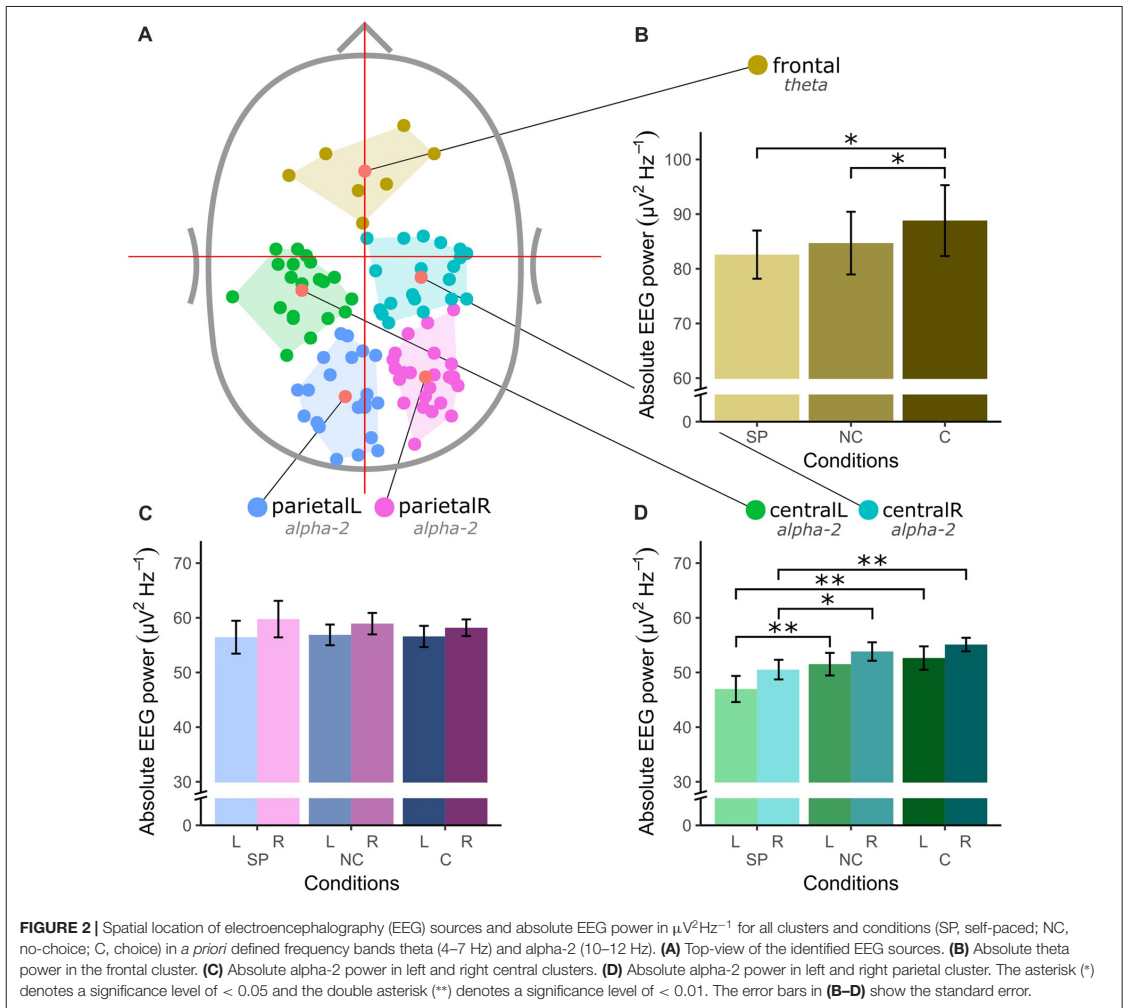 A
B
frontal
theta
Absolute EEG power (µV² Hz⁻¹)
100
90
80
70
60
0
*
*
SP NC C
Conditions
parietalL parietalR
alpha-2 alpha-2
centralL centralR
alpha-2 alpha-2
C
Absolute EEG power (µV² Hz⁻¹)
70
60
50
40
30
0
L R L R L R
SP NC C
Conditions
D
Absolute EEG power (µV² Hz⁻¹)
70
60
50
40
30
0
**
**
*
**
L R L R L R
SP NC C
Conditions
FIGURE 2 | Spatial location of electroencephalography (EEG) sources and absolute EEG power in µV²Hz⁻¹ for all clusters and conditions (SP, self-paced; NC,
no-choice; C, choice) in a priori defined frequency bands theta (4–7 Hz) and alpha-2 (10–12 Hz). (A) Top-view of the identified EEG sources. (B) Absolute theta
power in the frontal cluster. (C) Absolute alpha-2 power in left and right central clusters. (D) Absolute alpha-2 power in left and right parietal cluster. The asterisk (*)
denotes a significance level of < 0.05 and the double asterisk (**) denotes a significance level of < 0.01. The error bars in (B–D) show the standard error.